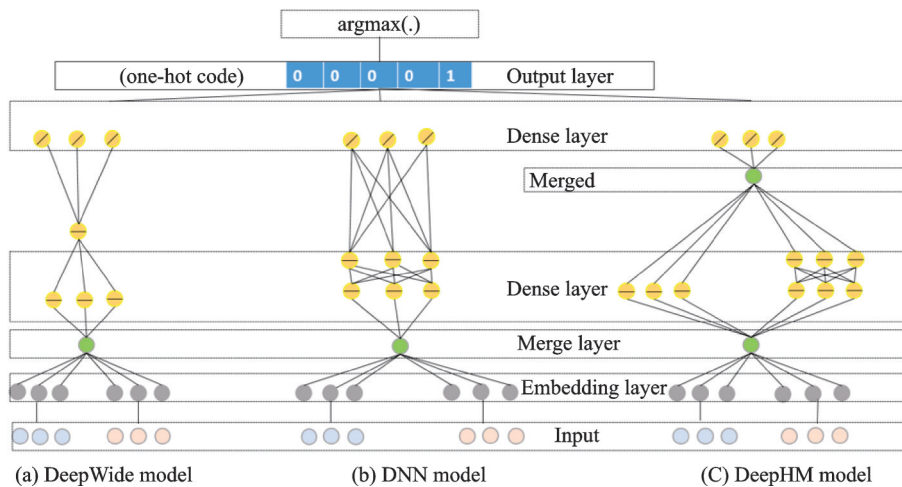 argmax(.)
(one-hot code) 0 0 0 0 1 Output layer
Dense layer
Merged
Dense layer
Merge layer
Embedding layer
Input
(a) DeepWide model (b) DNN model (C) DeepHM model